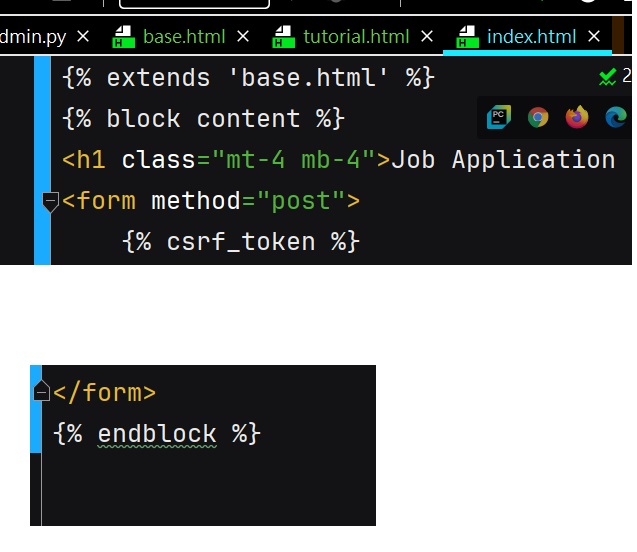 dmin.py base.html tutorial.html index.html
{% extends 'base.html' %} 2
{% block content %}
PC
<h1 class="mt-4 mb-4">Job Application
<form method="post">
{% csrf_token %}
</form>
{% endblock %}